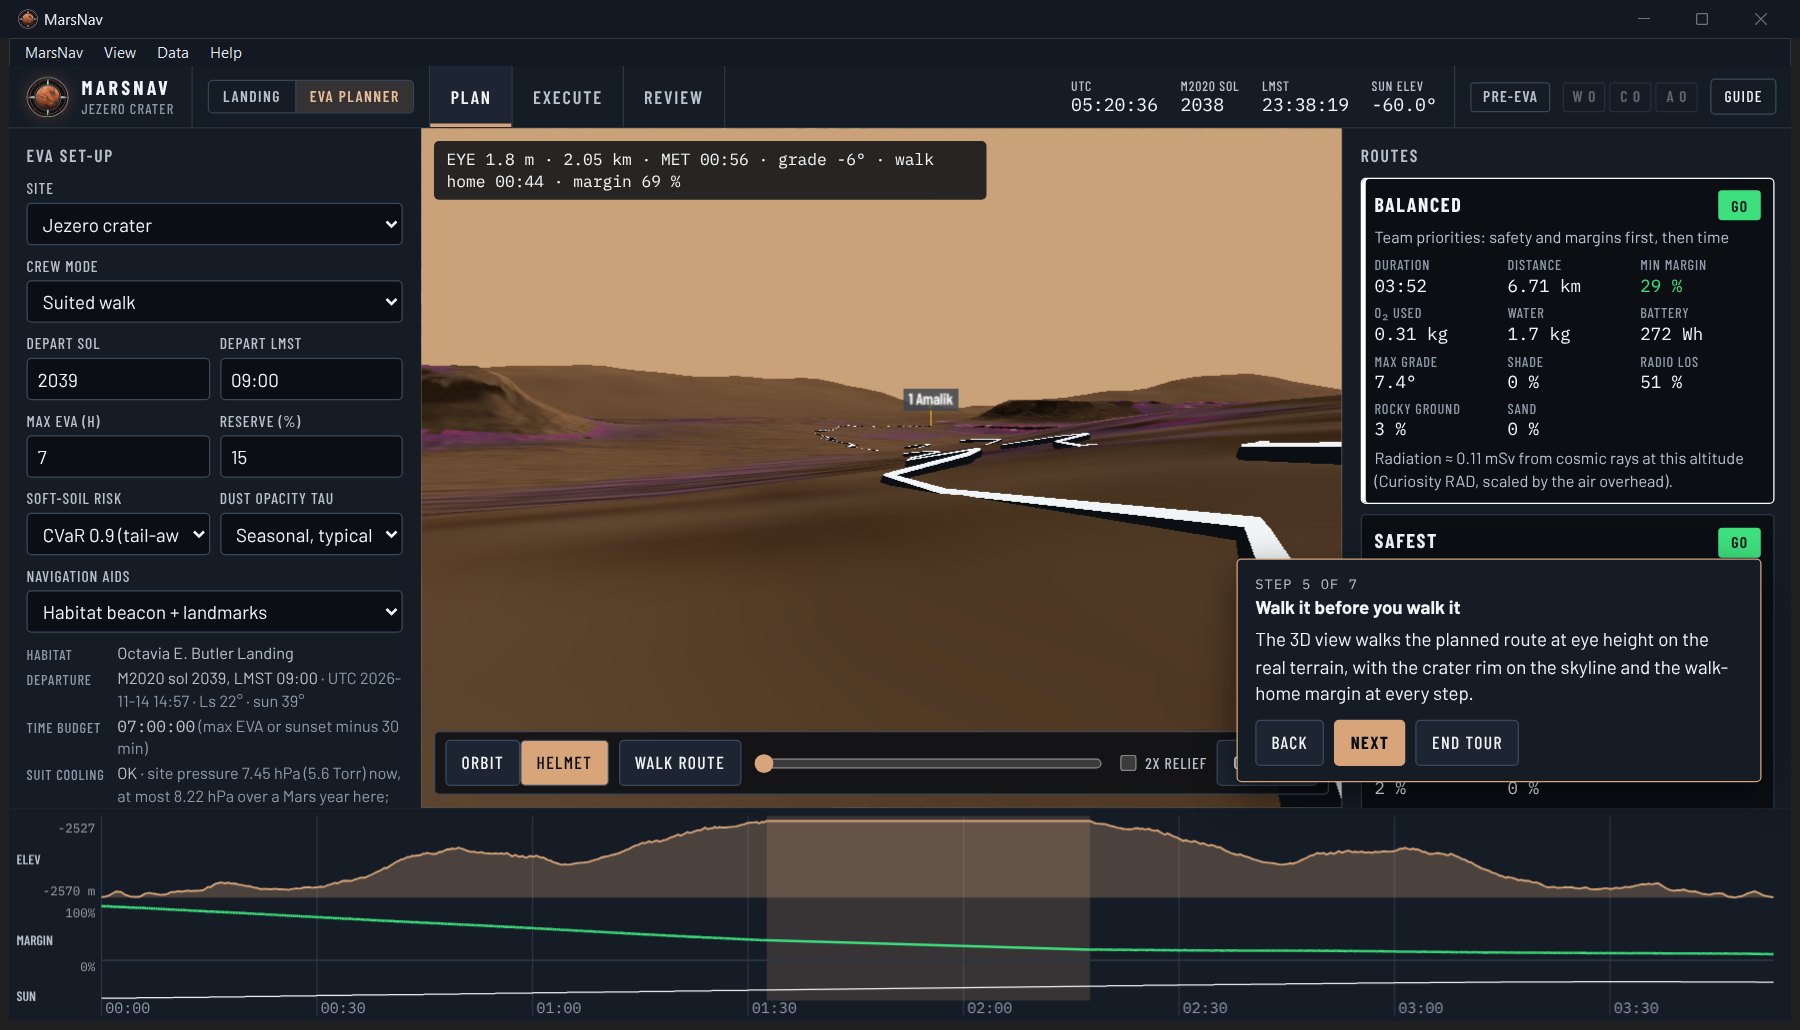 MarsNav
MarsNav View Data Help
MARSNAV
JEZERO CRATER
LANDING
EVA PLANNER
PLAN
EXECUTE
REVIEW
UTC
05:20:36
M2020 SOL
2038
LMST
23:38:19
SUN ELEV
-60.0°
PRE-EVA
W 0
C 0
A 0
GUIDE
EVA SET-UP
SITE
Jezero crater
CREW MODE
Suited walk
DEPART SOL
DEPART LMST
2039
09:00
MAX EVA (H)
RESERVE (%)
7
15
SOFT-SOIL RISK
DUST OPACITY TAU
CVaR 0.9 (tail-aw
Seasonal, typical
NAVIGATION AIDS
Habitat beacon + landmarks
HABITAT
Octavia E. Butler Landing
DEPARTURE
M2020 sol 2039, LMST 09:00 · UTC 2026-
11-14 14:57 · Ls 22° · sun 39°
TIME BUDGET
07:00:00 (max EVA or sunset minus 30
min)
SUIT COOLING
OK · site pressure 7.45 hPa (5.6 Torr) now,
at most 8.22 hPa over a Mars year here;
EYE 1.8 m · 2.05 km · MET 00:56 · grade -6° · walk
home 00:44 · margin 69 %
1 Amalik
ORBIT
HELMET
WALK ROUTE
2X RELIEF
ROUTES
BALANCED
GO
Team priorities: safety and margins first, then time
DURATION
DISTANCE
MIN MARGIN
03:52
6.71 km
29 %
O₂ USED
WATER
BATTERY
0.31 kg
1.7 kg
272 Wh
MAX GRADE
SHADE
RADIO LOS
7.4°
0 %
51 %
ROCKY GROUND
SAND
3 %
0 %
Radiation ≈ 0.11 mSv from cosmic rays at this altitude
(Curiosity RAD, scaled by the air overhead).
SAFEST
GO
STEP 5 OF 7
Walk it before you walk it
The 3D view walks the planned route at eye height on the
real terrain, with the crater rim on the skyline and the walk-
home margin at every step.
BACK
NEXT
END TOUR
2 %
0 %
-2527
ELEV
-2570 m
100%
MARGIN
0%
SUN
00:00
00:30
01:00
01:30
02:00
02:30
03:00
03:30